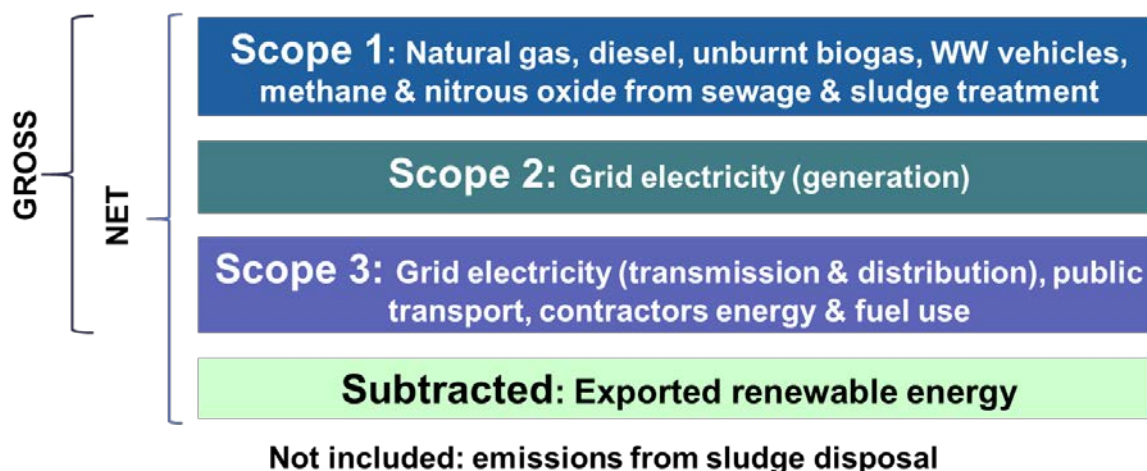 GROSS
NET
Scope 1: Natural gas, diesel, unburnt biogas, WW vehicles,
methane & nitrous oxide from sewage & sludge treatment
Scope 2: Grid electricity (generation)
Scope 3: Grid electricity (transmission & distribution), public
transport, contractors energy & fuel use
Subtracted: Exported renewable energy
Not included: emissions from sludge disposal